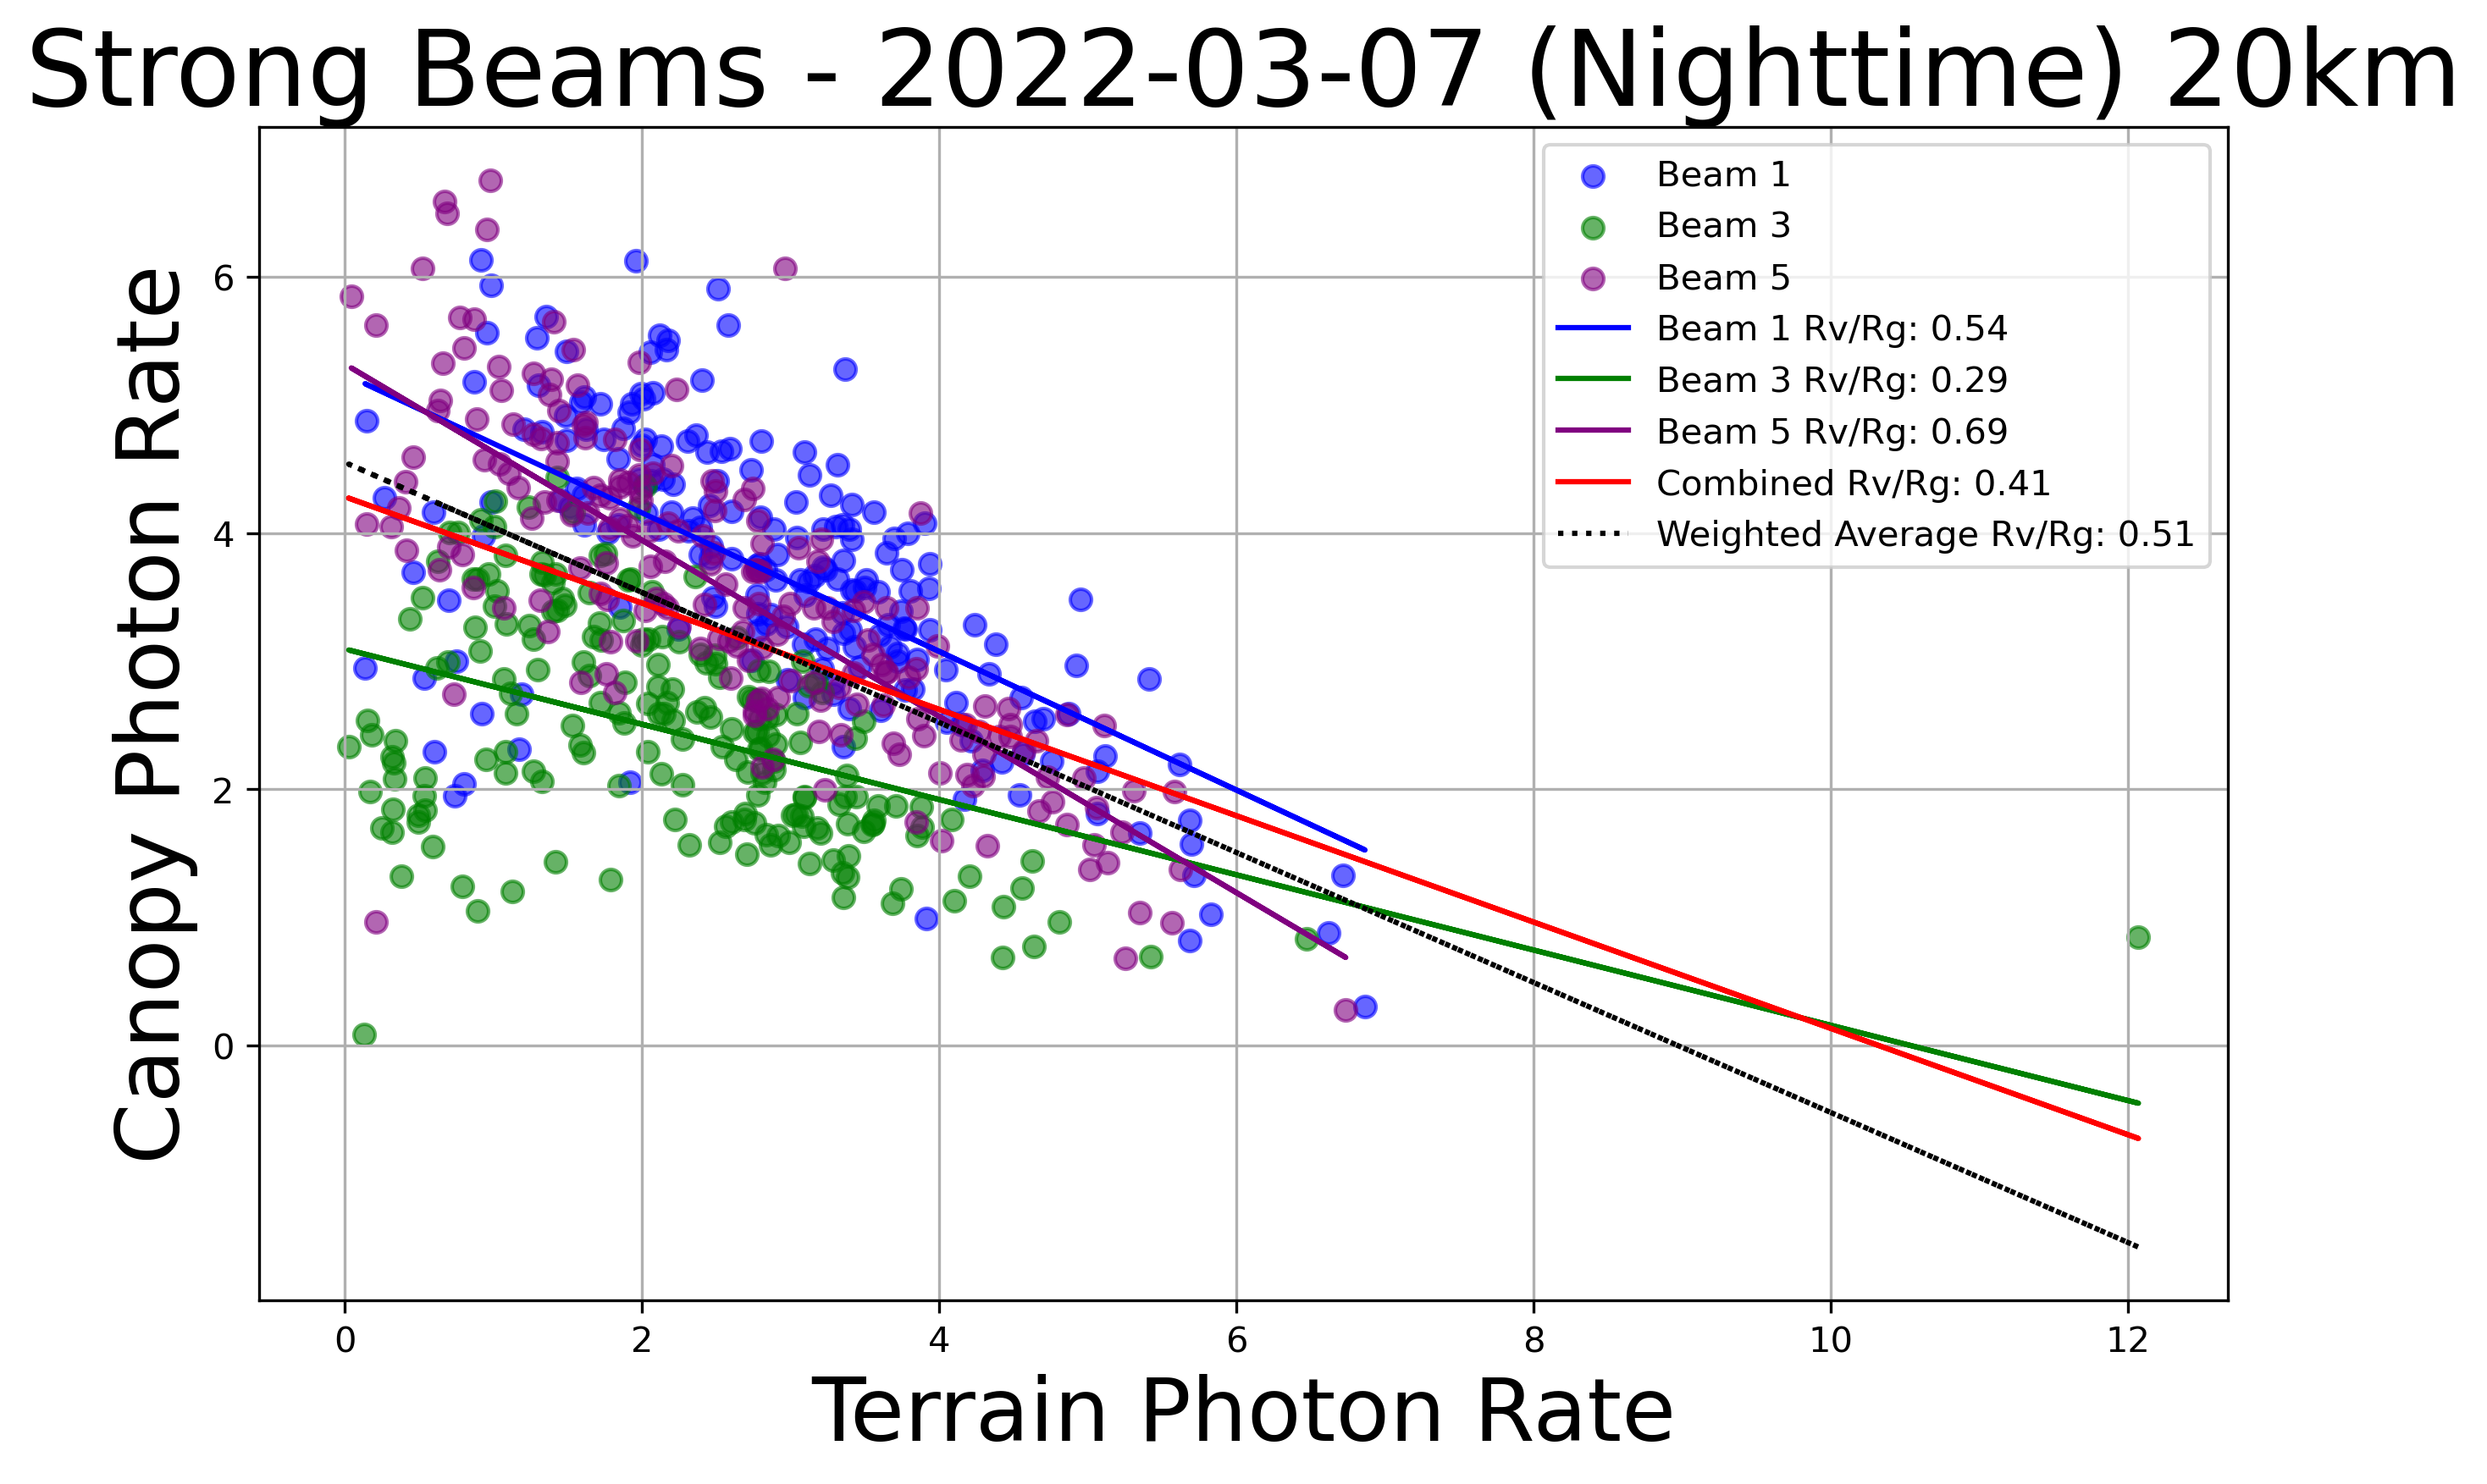 Strong Beams - 2022-03-07 (Nighttime) 20km
Canopy Photon Rate
6
4
2
0
Beam 1
Beam 3
Beam 5
Beam 1 Rv/Rg: 0.54
Beam 3 Rv/Rg: 0.29
Beam 5 Rv/Rg: 0.69
Combined Rv/Rg: 0.41
Weighted Average Rv/Rg: 0.51
0 2 4 6 8 10 12
Terrain Photon Rate